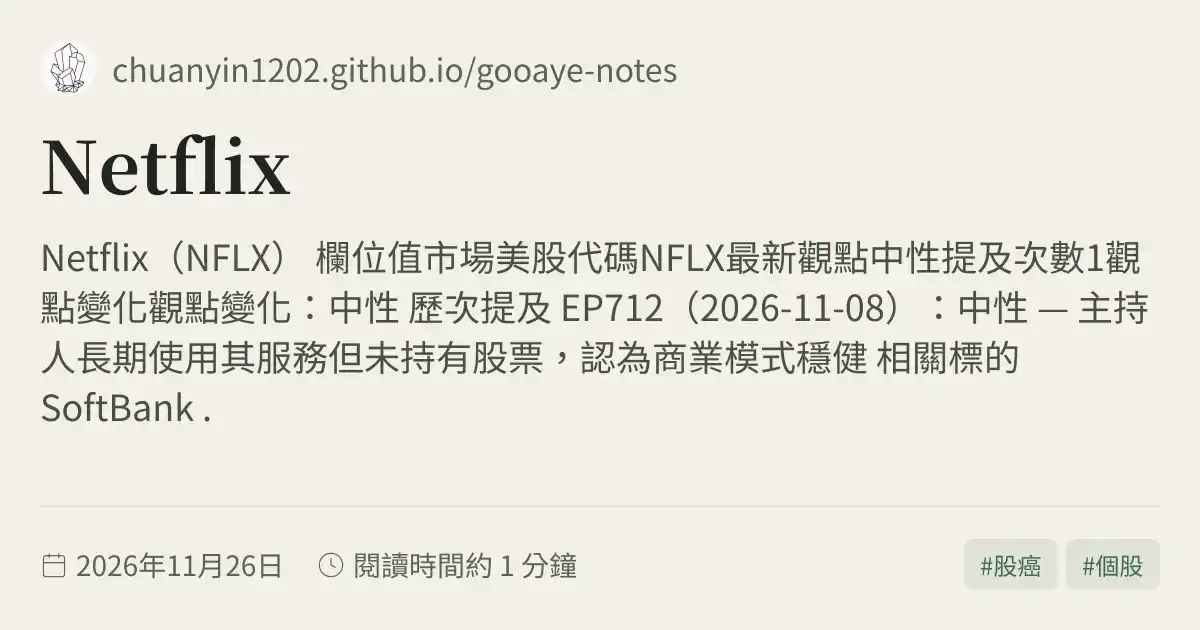 chuanyin1202.github.io/gooaye-notes
Netflix
Netflix（NFLX） 欄位值市場美股代碼NFLX最新觀點中性提及次數1觀
點變化觀點變化：中性 歷次提及 EP712（2026-11-08）：中性 — 主持
人長期使用其服務但未持有股票，認為商業模式穩健 相關標的
SoftBank .
2026年11月26日 閱讀時間約 1 分鐘 #股癌 #個股